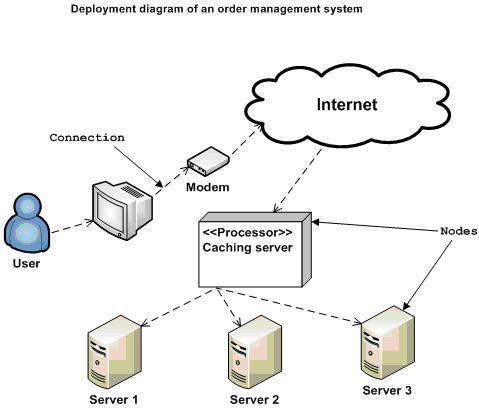 Deployment diagram of an order management system
Internet
Connection
Modem
<<Processor>>
Caching server
Nodes
User
Server 1
Server 2
Server 3